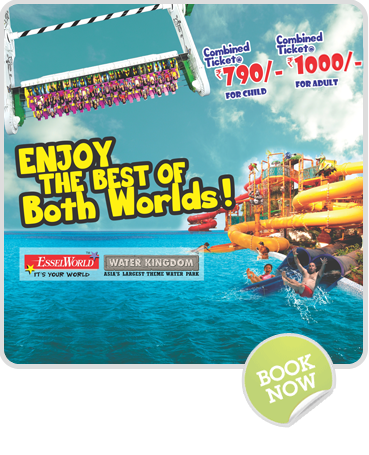 Combined
Ticket@
₹790/-
FOR CHILD
Combined
Ticket@
₹1000/-
FOR ADULT
ENJOY
THE BEST OF
Both Worlds!
ESSELWORLD
IT'S YOUR WORLD
WATER KINGDOM
ASIA'S LARGEST THEME WATER PARK
BOOK
NOW